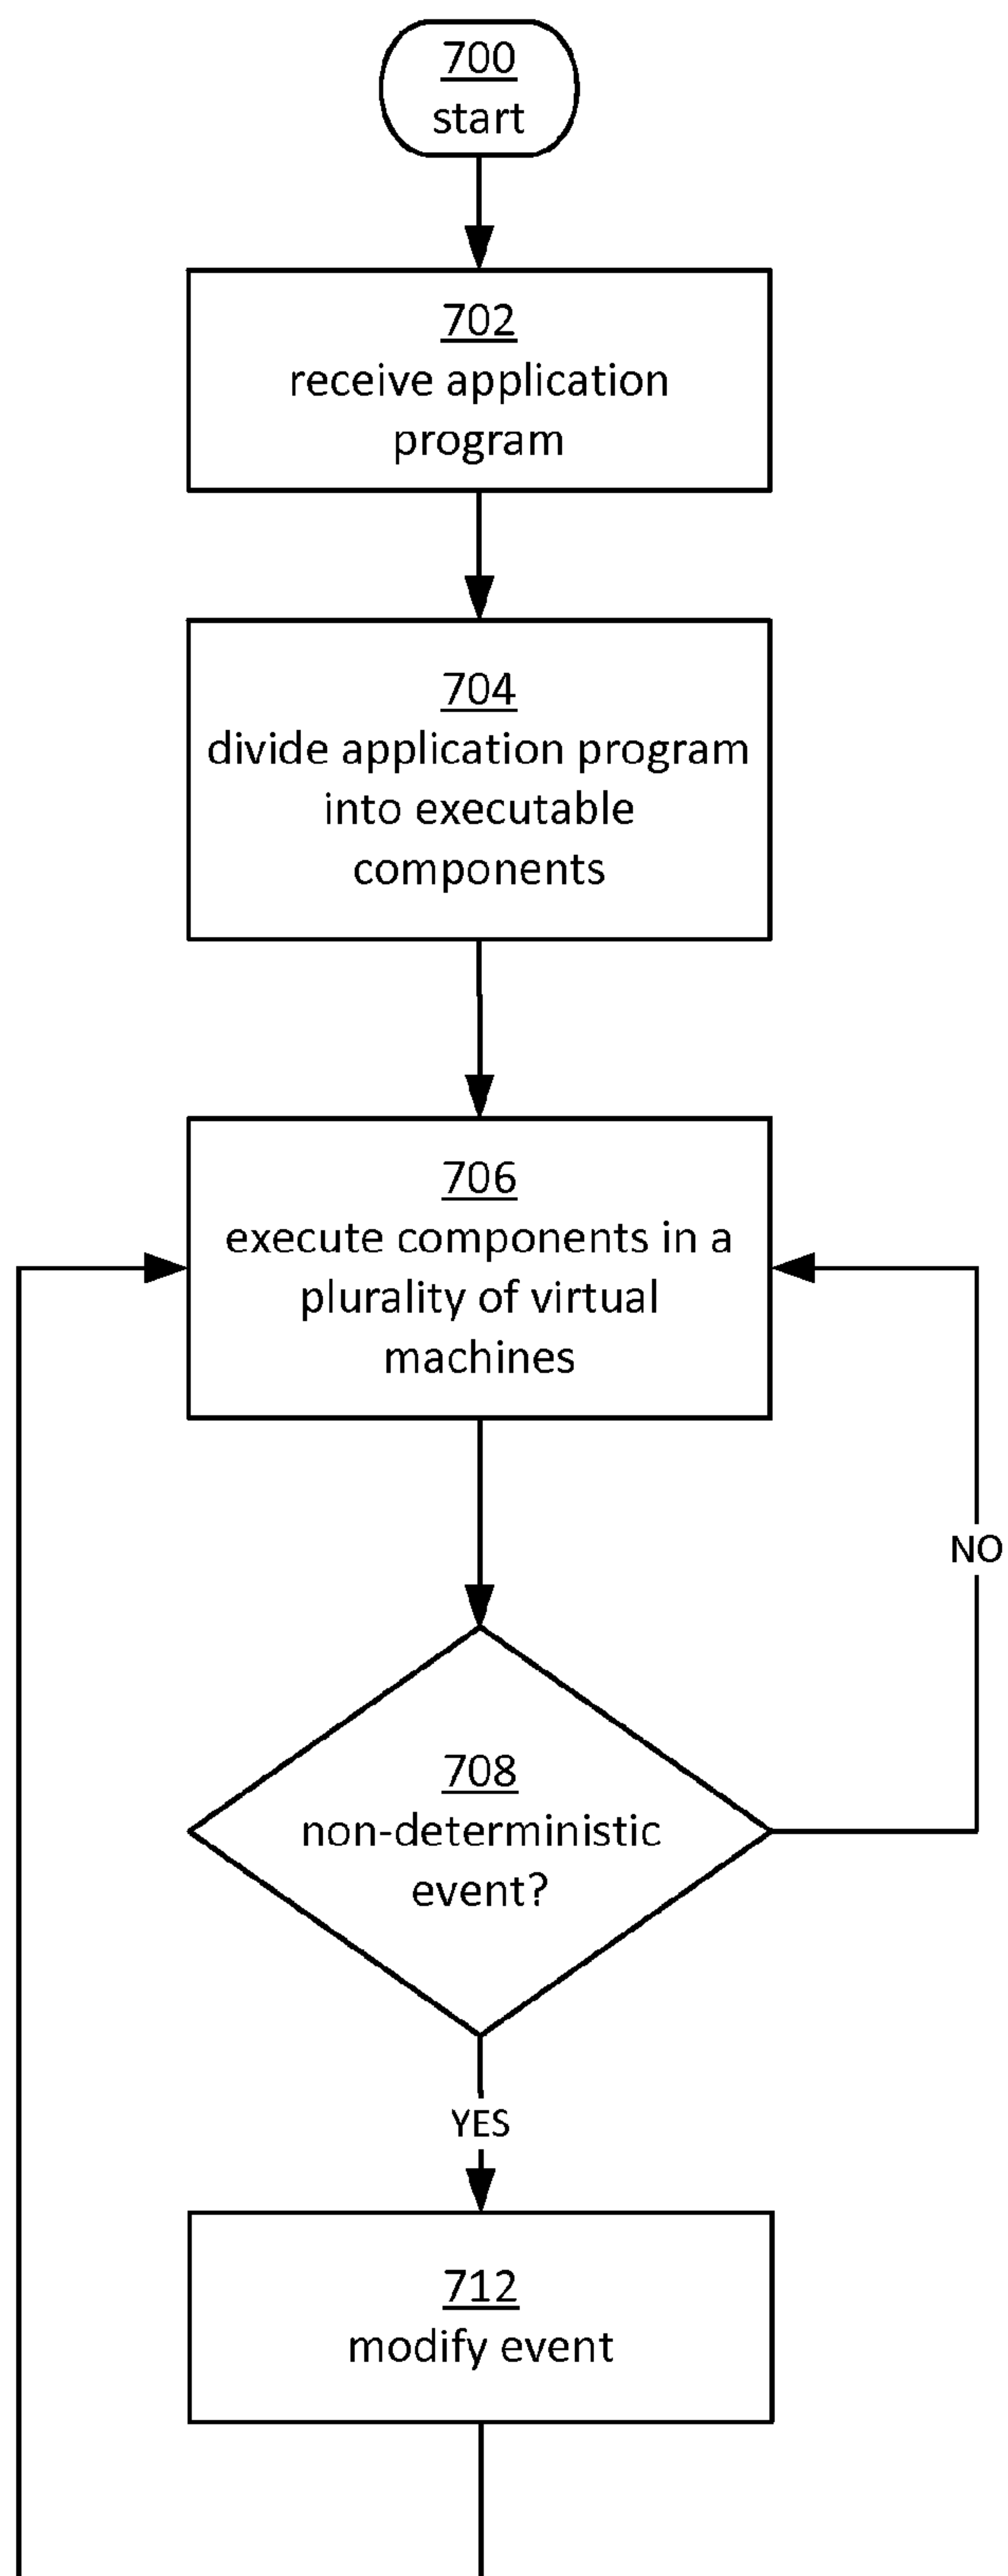 700
start
702
receive application
program
704
divide application program
into executable
components
706
execute components in a
plurality of virtual
machines
NO
708
non-deterministic
event?
YES
712
modify event